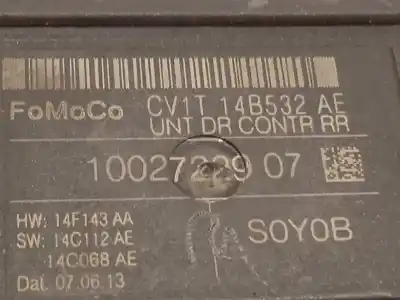 FoMoCo CV1T 14B532 AE
UNT DR CONTR RR
10027229 07
HW: 14F143 AA
SW: 14C112 AE
14C068 AE
Dat. 07.06.13
SOYOB